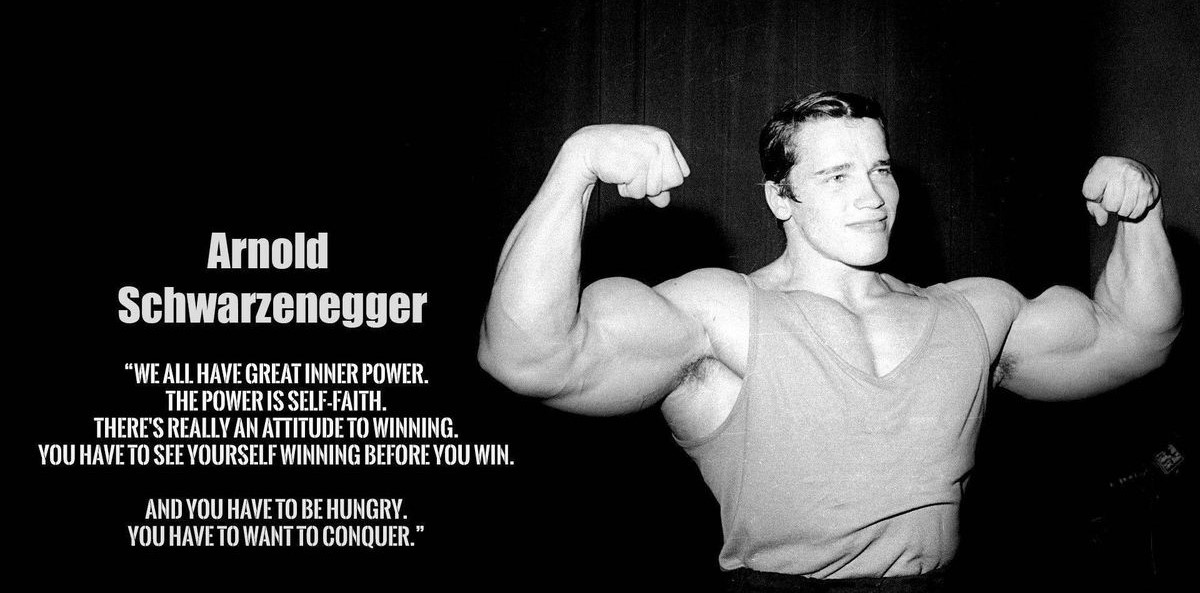 Arnold
Schwarzenegger
“WE ALL HAVE GREAT INNER POWER.
THE POWER IS SELF-FAITH.
THERE'S REALLY AN ATTITUDE TO WINNING.
YOU HAVE TO SEE YOURSELF WINNING BEFORE YOU WIN.
AND YOU HAVE TO BE HUNGRY.
YOU HAVE TO WANT TO CONQUER.”